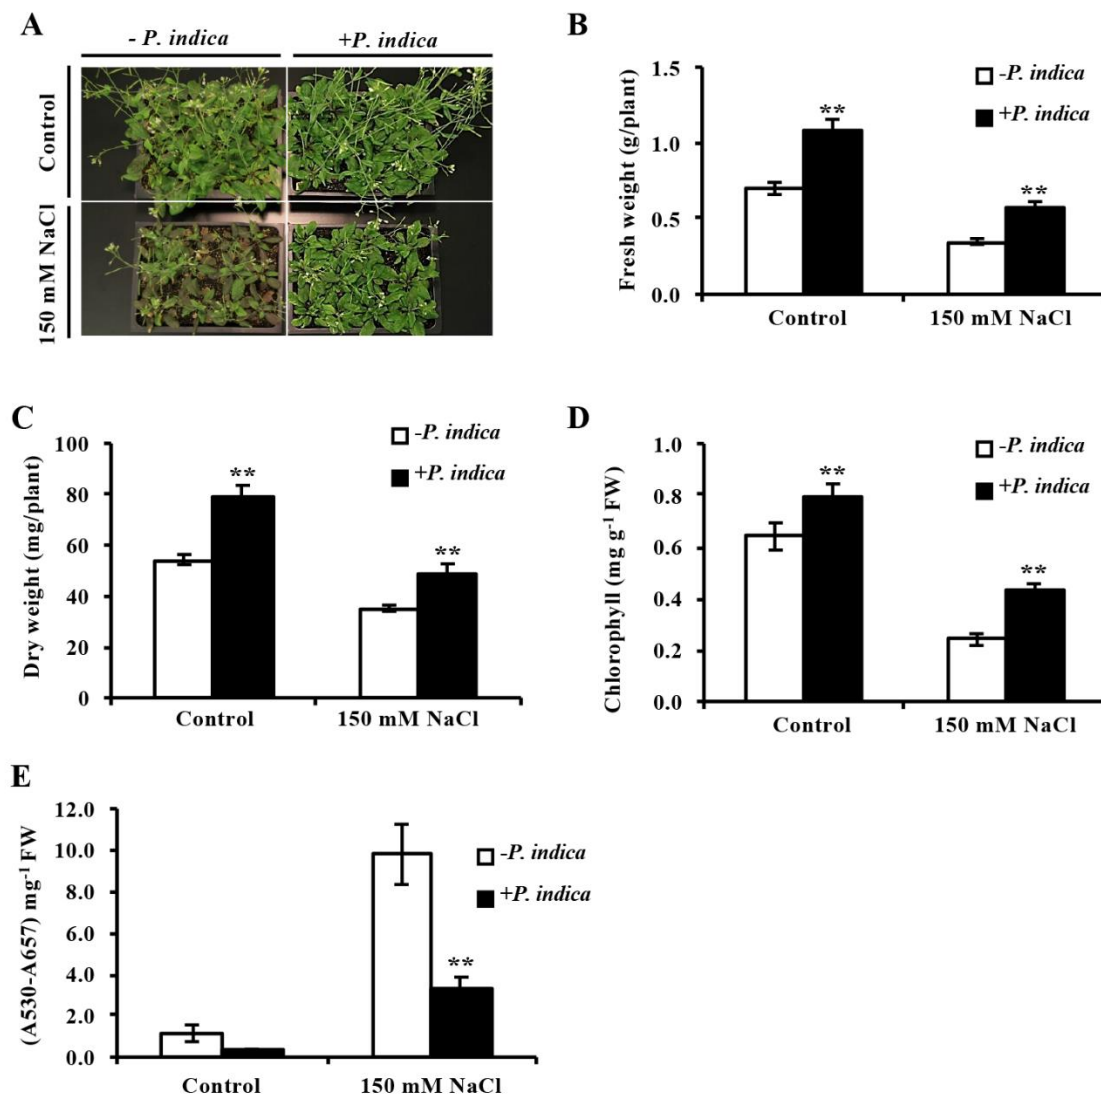 A
- P. indica
+P. indica
Control
150 mM NaCl
B
Fresh weight (g/plant)
1.5
1.0
0.5
0.0
-P. indica
+P. indica
**
**
Control
150 mM NaCl
C
Dry weight (mg/plant)
100
80
60
40
20
0
-P. indica
+P. indica
**
**
Control
150 mM NaCl
D
Chlorophyll (mg g⁻¹ FW)
1.0
0.8
0.6
0.4
0.2
0.0
-P. indica
+P. indica
**
**
Control
150 mM NaCl
E
(A530-A657) mg⁻¹ FW
12.0
10.0
8.0
6.0
4.0
2.0
0.0
-P. indica
+P. indica
**
Control
150 mM NaCl